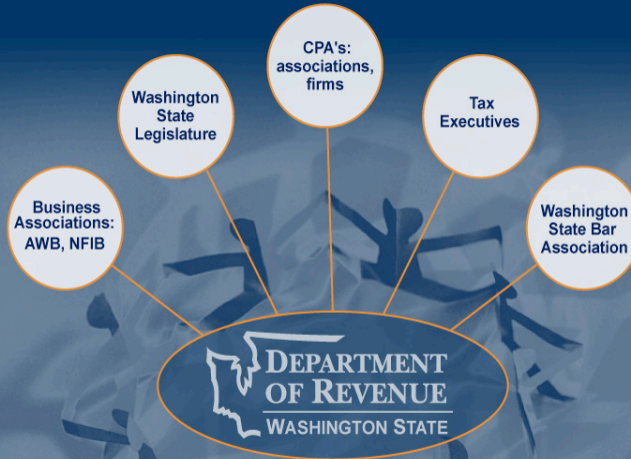 CPA's:
associations,
firms
Washington
State
Legislature
Tax
Executives
Business
Associations:
AWB, NFIB
Washington
State Bar
Association
DEPARTMENT
OF REVENUE
WASHINGTON STATE